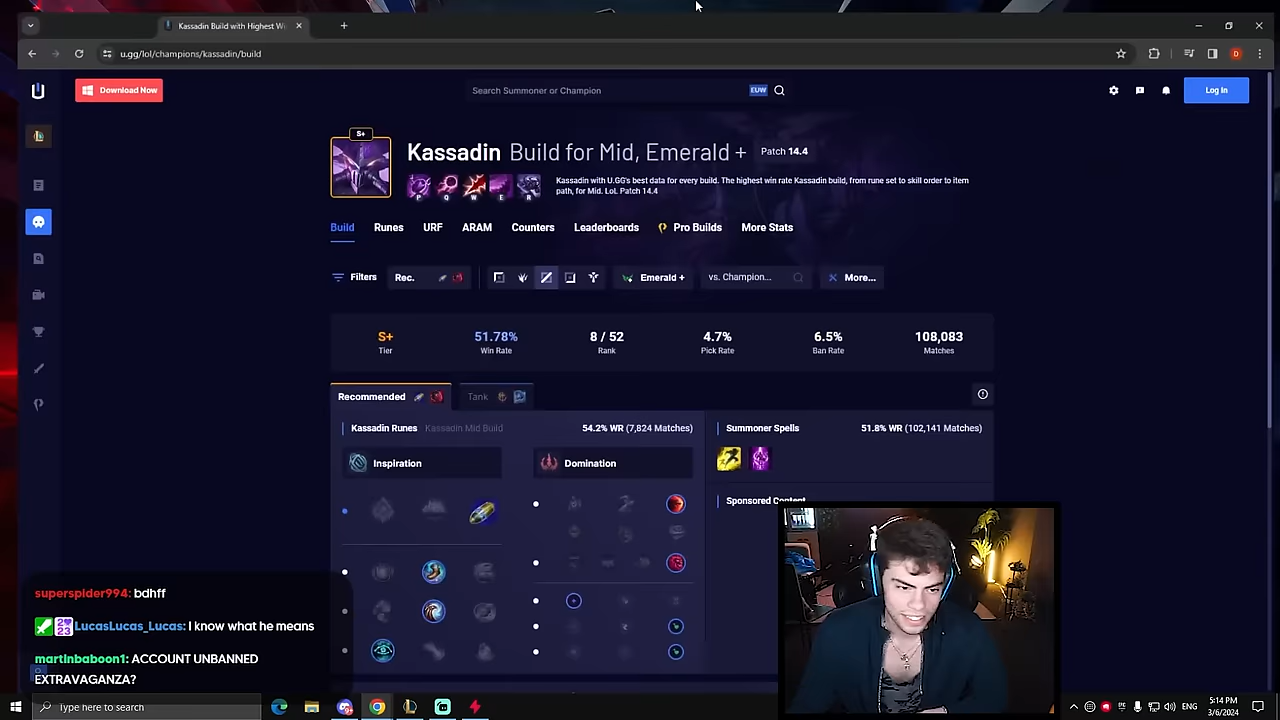 Kassadin Build with Highest W
u.gg/lol/champions/kassadin/build
Download Now
Search Summoner or Champion
EUW
Log In
S+
Kassadin Build for Mid, Emerald +
Patch 14.4
P Q W E R
Kassadin with U.GG's best data for every build. The highest win rate Kassadin build, from rune set to skill order to item
path, for Mid. LoL Patch 14.4
Build Runes URF ARAM Counters Leaderboards Pro Builds More Stats
Filters Rec. Emerald + vs. Champion... More...
S+ 51.78% 8 / 52 4.7% 6.5% 108,083
Tier Win Rate Rank Pick Rate Ban Rate Matches
Recommended Tank
Kassadin Runes Kassadin Mid Build 54.2% WR (7,824 Matches)
Summoner Spells 51.8% WR (102,141 Matches)
Inspiration Domination
Sponsored Content
superspider994: bdhff
LucasLucas_Lucas: I know what he means
martinbaboon1: ACCOUNT UNBANNED
EXTRAVAGANZA?
Type here to search
ENG
5:14 PM
3/6/2024